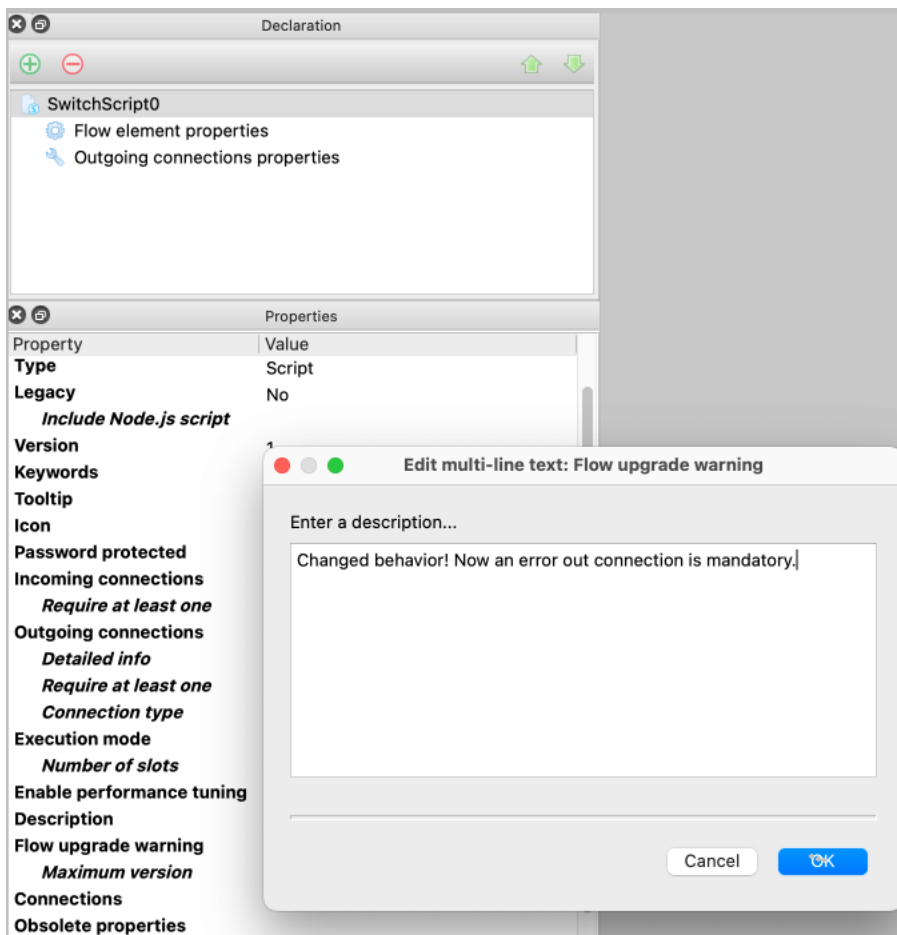 Declaration
SwitchScript0
Flow element properties
Outgoing connections properties
Properties
Property Value
Type Script
Legacy No
Include Node.js script
Version 1
Keywords
Tooltip
Icon
Password protected
Incoming connections
Require at least one
Outgoing connections
Detailed info
Require at least one
Connection type
Execution mode
Number of slots
Enable performance tuning
Description
Flow upgrade warning
Maximum version
Connections
Obsolete properties
Edit multi-line text: Flow upgrade warning
Enter a description...
Changed behavior! Now an error out connection is mandatory.
Cancel OK